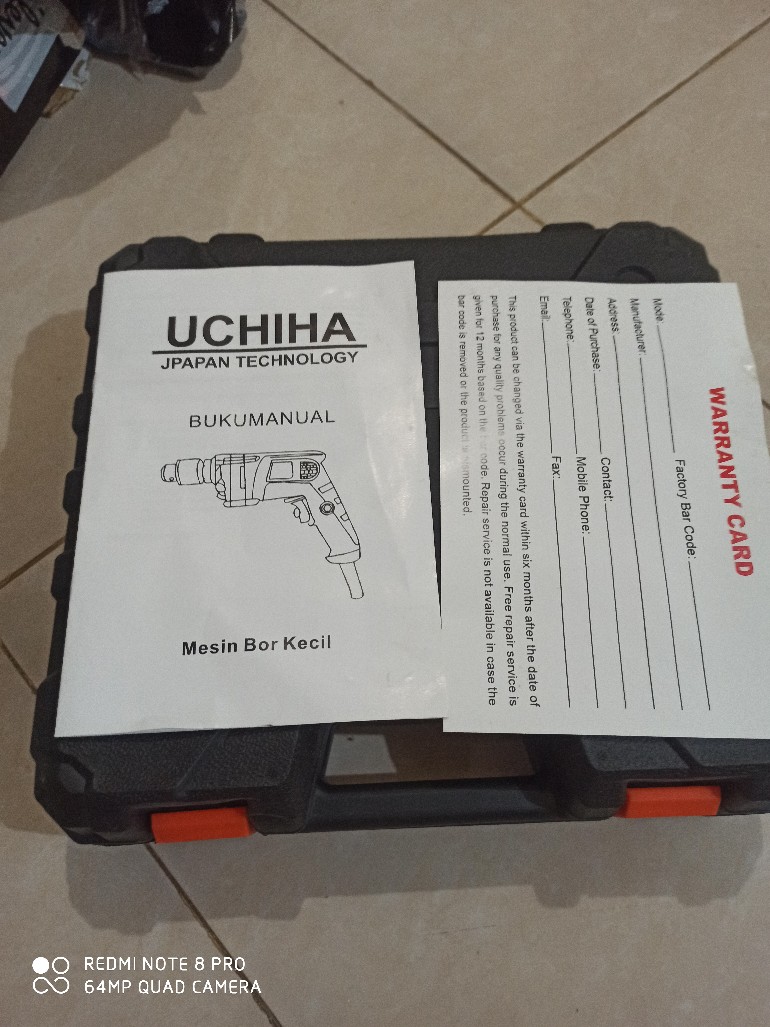 UCHIHA
JPAPAN TECHNOLOGY
BUKUMANUAL
Mesin Bor Kecil
WARRANTY CARD
Factory Bar Code:
Mode:
Manufacturer:
Address:
Date of Purchase: Contact:
Telephone: Mobile Phone:
Email: Fax:
This product can be changed via the warranty card within six months after the date of
purchase for any quality problems occur during the normal use. Free repair service is
given for 12 months based on the bar code. Repair service is not available in case the
bar code is removed or the product is dismounted.
REDMI NOTE 8 PRO
64MP QUAD CAMERA